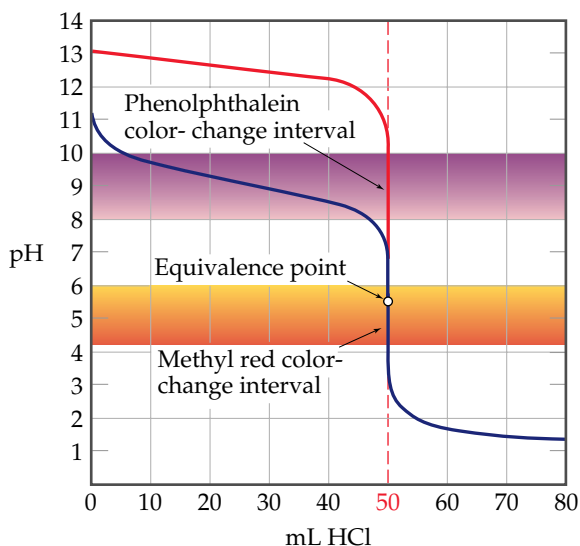 14
13
12
11
10
9
8
7
6
5
4
3
2
1
pH
Phenolphthalein
color- change interval
Equivalence point
Methyl red color-
change interval
0 10 20 30 40 50 60 70 80
mL HCl